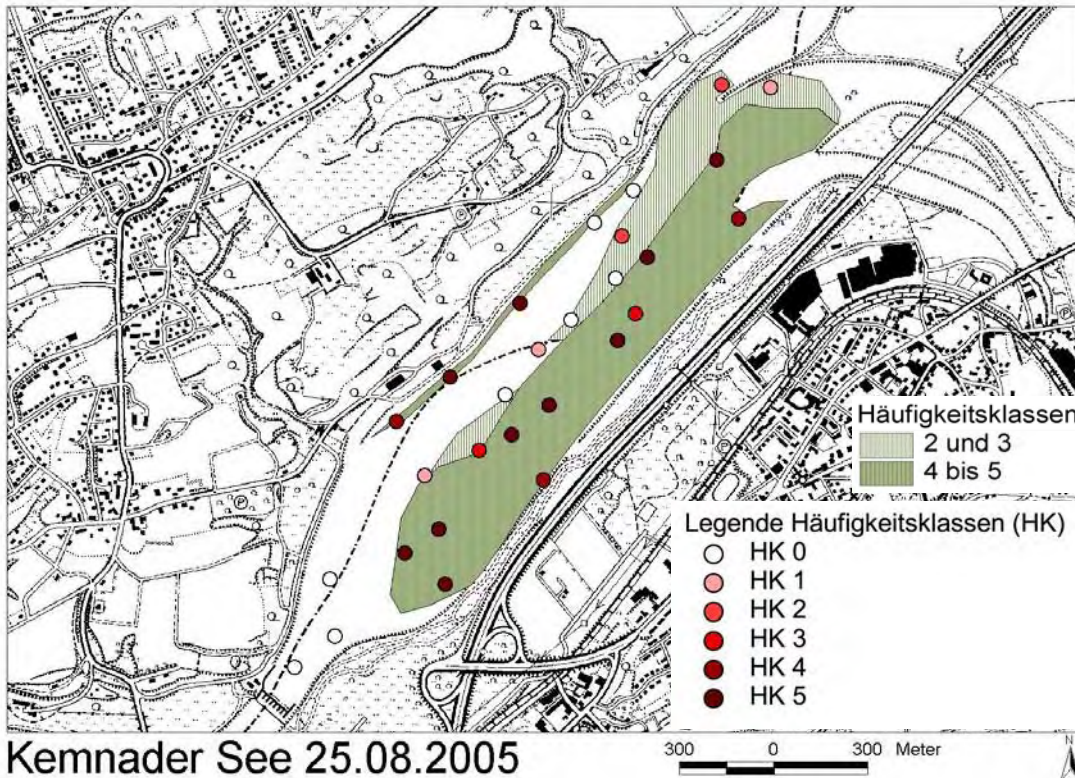 Häufigkeitsklassen
2 und 3
4 bis 5
Legende Häufigkeitsklassen (HK)
HK 0
HK 1
HK 2
HK 3
HK 4
HK 5
Kemnader See 25.08.2005
300 0 300 Meter
N